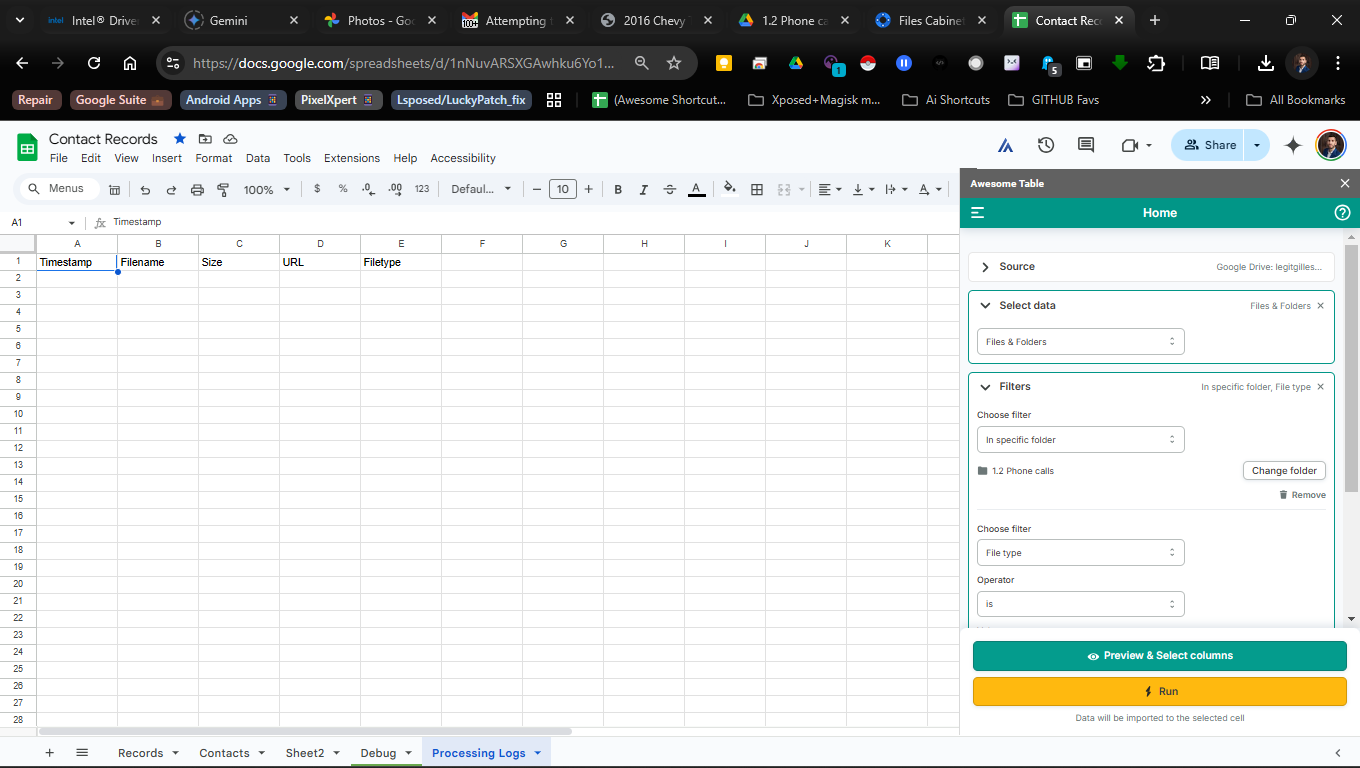 intel Intel® Drive
Gemini
Photos - Goo
100+ Attempting
2016 Chevy
1.2 Phone ca
Files Cabinet
Contact Reco
https://docs.google.com/spreadsheets/d/1nNuvARSXGAwhku6Yo1...
1
5
Repair
Google Suite
Android Apps
PixelXpert
Lsposed/LuckyPatch_fix
(Awesome Shortcut...
Xposed+Magisk m...
Ai Shortcuts
GITHUB Favs
All Bookmarks
Contact Records
File Edit View Insert Format Data Tools Extensions Help Accessibility
Share
Menus
100%
$ % .0 .00 123
Defaul...
10
B I A
A
A1
fx Timestamp
A B C D E F G H I J K
1 Timestamp Filename Size URL Filetype
2
3
4
5
6
7
8
9
10
11
12
13
14
15
16
17
18
19
20
21
22
23
24
25
26
27
28
Awesome Table
Home
Source
Google Drive: legitgilles...
Select data
Files & Folders
Files & Folders
Filters
In specific folder, File type
Choose filter
In specific folder
1.2 Phone calls
Change folder
Remove
Choose filter
File type
Operator
is
Preview & Select columns
Run
Data will be imported to the selected cell
Records
Contacts
Sheet2
Debug
Processing Logs